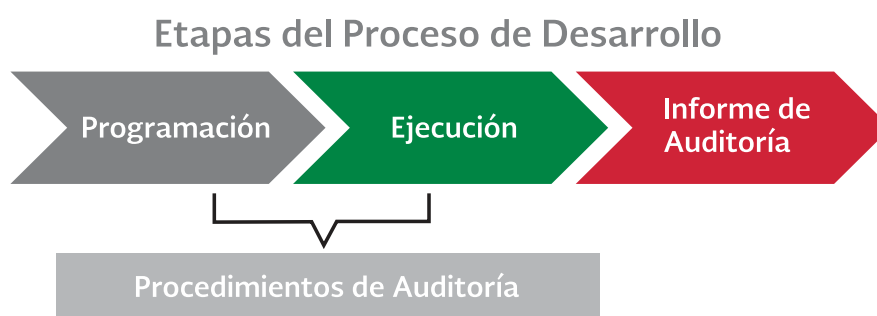 Etapas del Proceso de Desarrollo
Programación
Ejecución
Informe de
Auditoría
Procedimientos de Auditoría